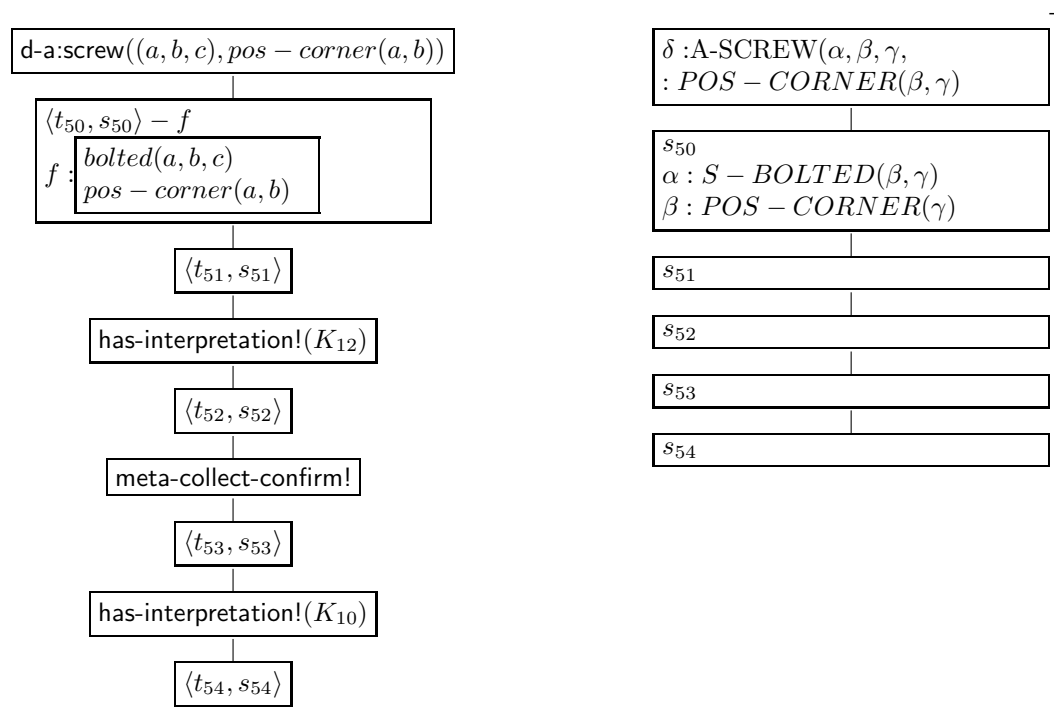 d-a:screw((a, b, c), pos − corner(a, b))
⟨t₅₀, s₅₀⟩ − f
f :
bolted(a, b, c)
pos − corner(a, b)
⟨t₅₁, s₅₁⟩
has-interpretation!(K₁₂)
⟨t₅₂, s₅₂⟩
meta-collect-confirm!
⟨t₅₃, s₅₃⟩
has-interpretation!(K₁₀)
⟨t₅₄, s₅₄⟩
δ :A-SCREW(α, β, γ,
: POS − CORNER(β, γ)
s₅₀
α : S − BOLTED(β, γ)
β : POS − CORNER(γ)
s₅₁
s₅₂
s₅₃
s₅₄